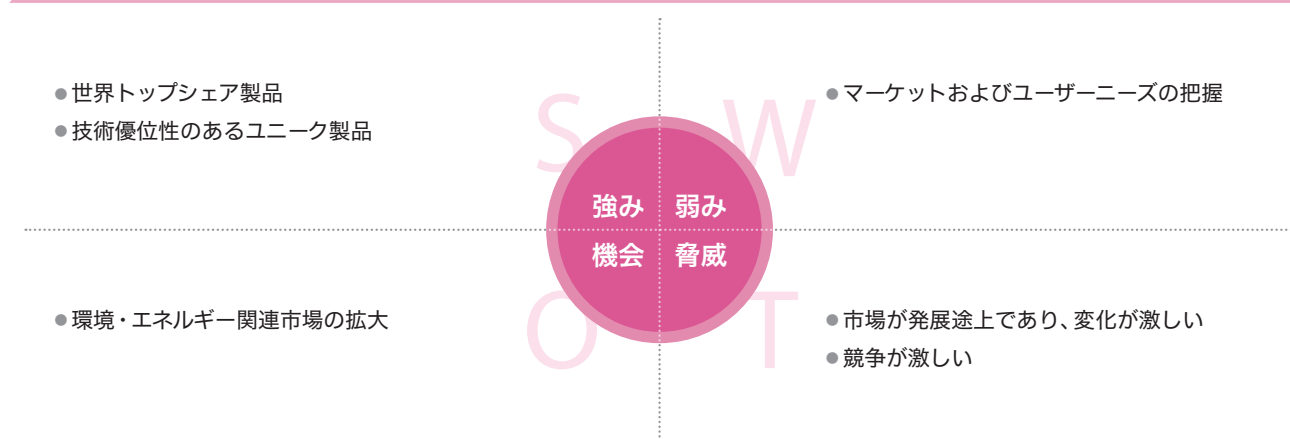 ●世界トップシェア製品
●技術優位性のあるユニーク製品
●マーケットおよびユーザーニーズの把握
S
W
強み
弱み
機会
脅威
O
T
●環境・エネルギー関連市場の拡大
●市場が発展途上であり、変化が激しい
●競争が激しい